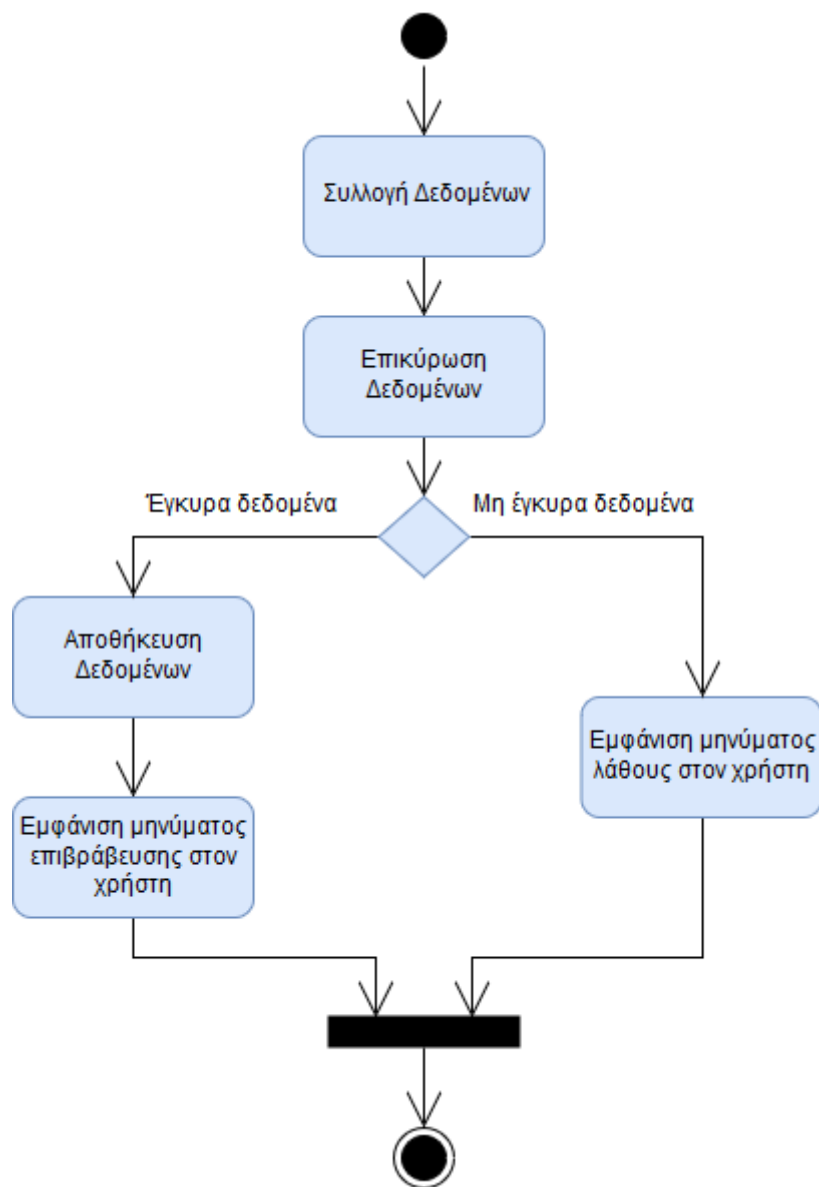 Συλλογή Δεδομένων
Επικύρωση
Δεδομένων
Έγκυρα δεδομένα
Μη έγκυρα δεδομένα
Αποθήκευση
Δεδομένων
Εμφάνιση μηνύματος
λάθους στον χρήστη
Εμφάνιση μηνύματος
επιβράβευσης στον
χρήστη